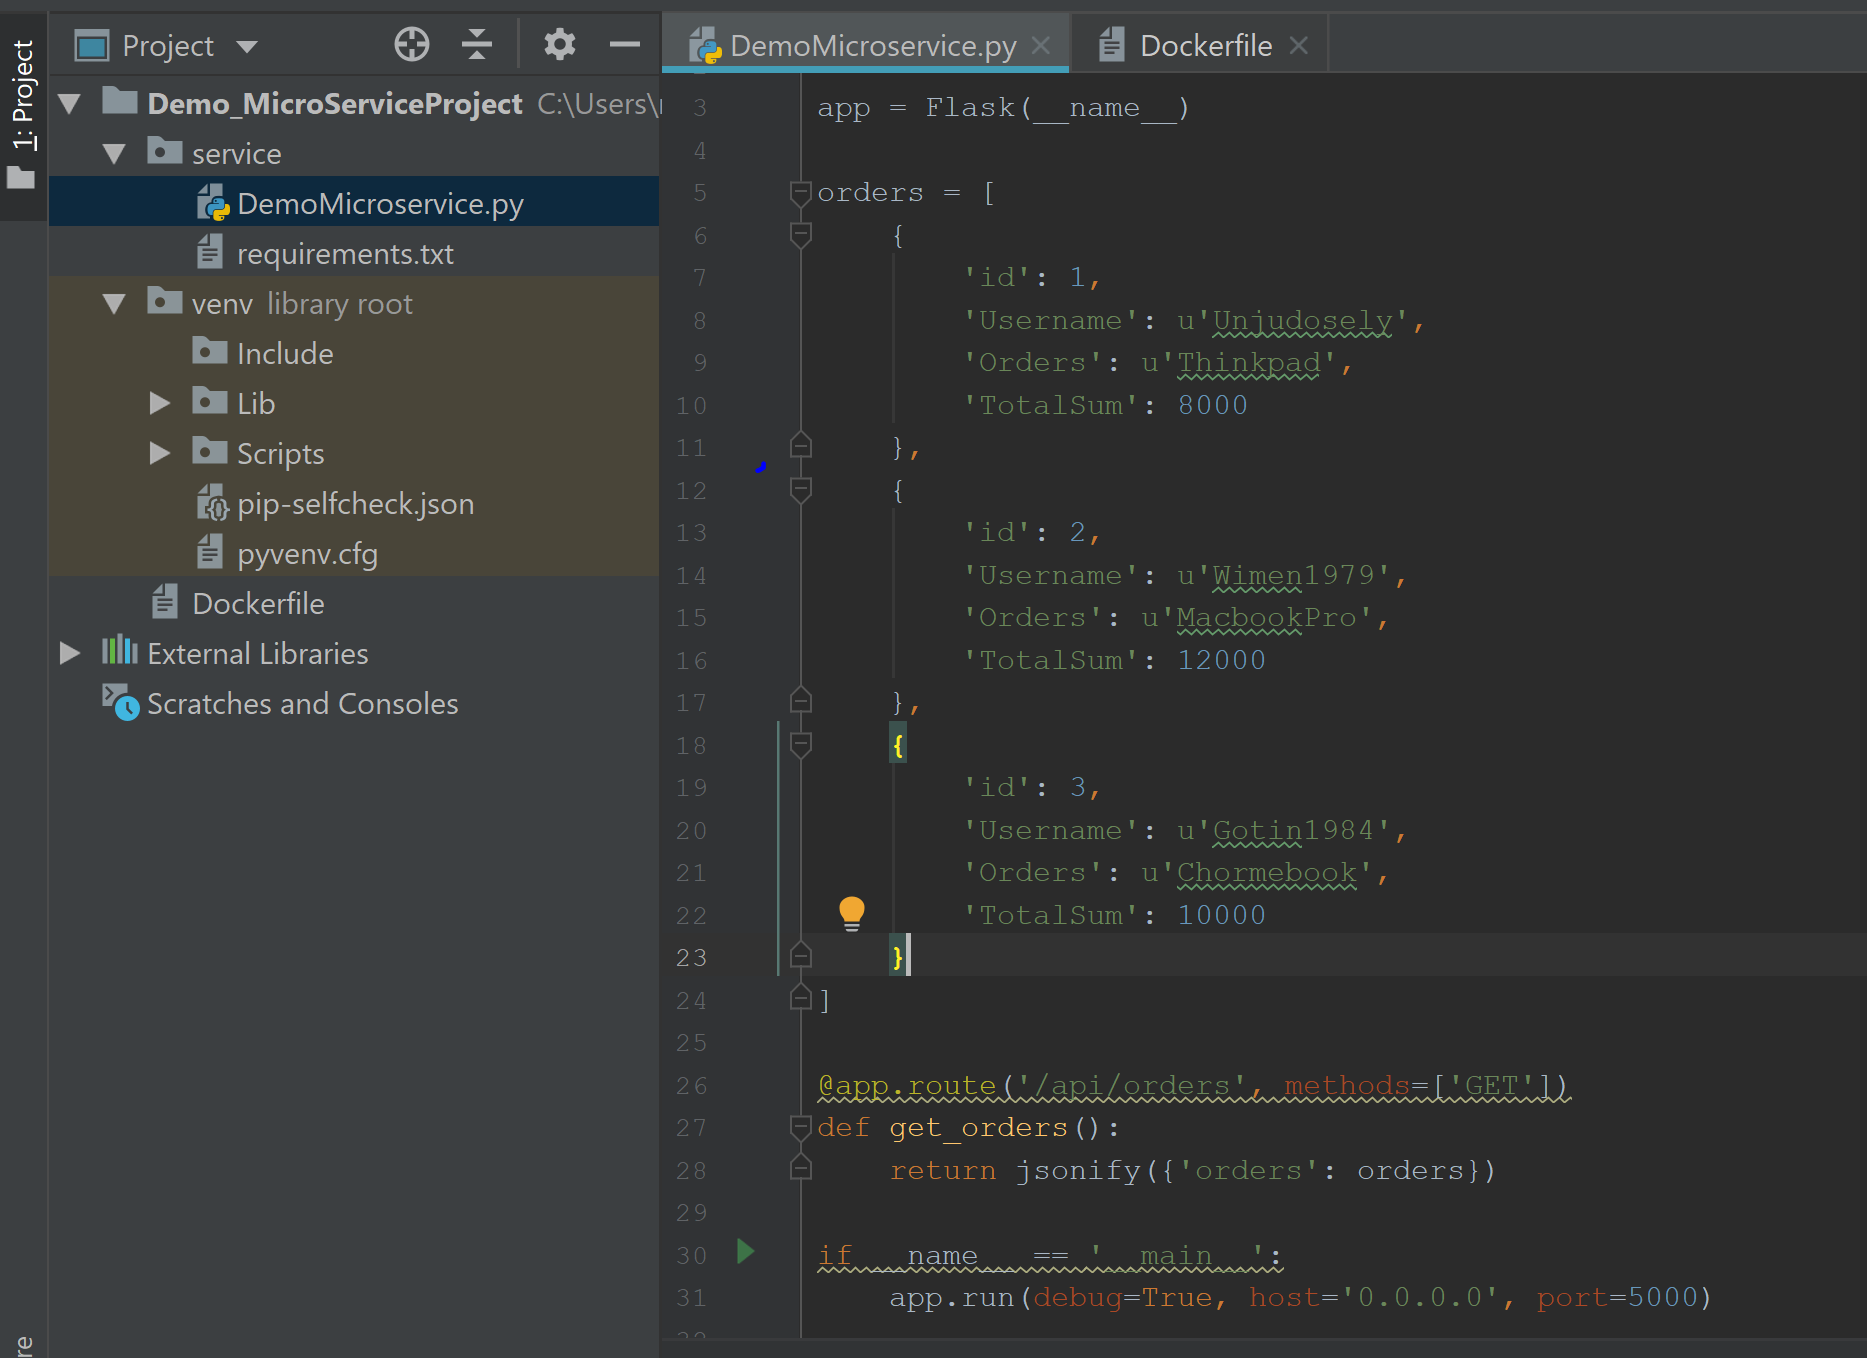 1: Project
Project
Demo_MicroServiceProject C:\Users\
service
DemoMicroservice.py
requirements.txt
venv library root
Include
Lib
Scripts
pip-selfcheck.json
pyvenv.cfg
Dockerfile
External Libraries
Scratches and Consoles
DemoMicroservice.py
Dockerfile
3 app = Flask(__name__)
4
5 orders = [
6 {
7 'id': 1,
8 'Username': u'Unjudosely',
9 'Orders': u'Thinkpad',
10 'TotalSum': 8000
11 },
12 {
13 'id': 2,
14 'Username': u'Wimen1979',
15 'Orders': u'MacbookPro',
16 'TotalSum': 12000
17 },
18 {
19 'id': 3,
20 'Username': u'Gotin1984',
21 'Orders': u'Chormebook',
22 'TotalSum': 10000
23 }
24 ]
25
26 @app.route('/api/orders', methods=['GET'])
27 def get_orders():
28 return jsonify({'orders': orders})
29
30 if __name__ == '__main__':
31 app.run(debug=True, host='0.0.0.0', port=5000)